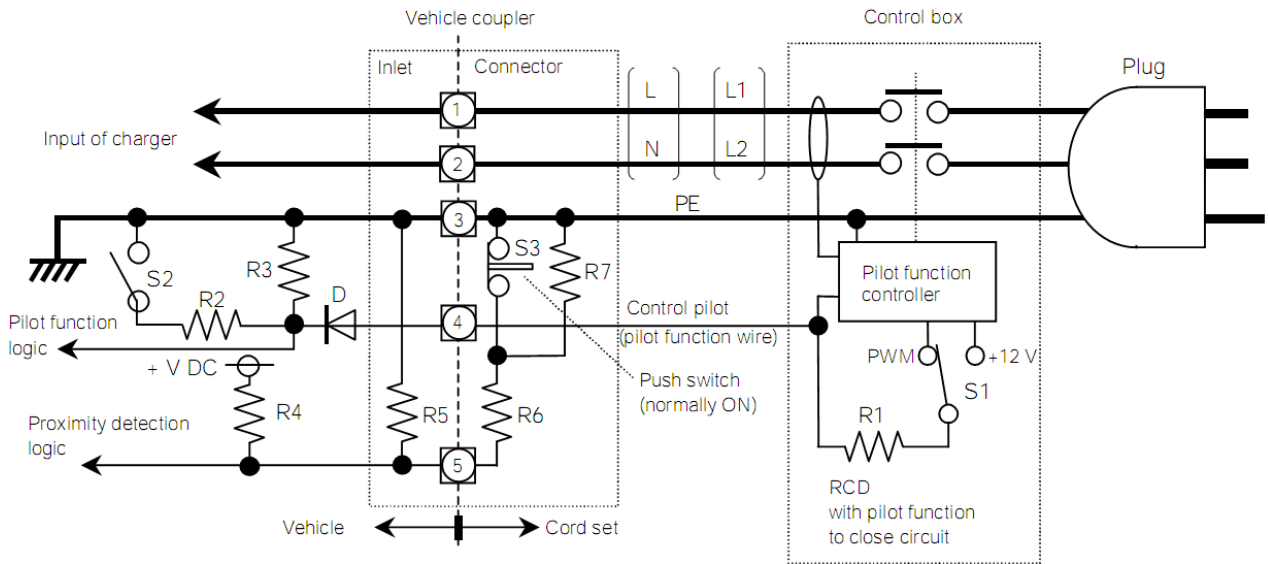 Vehicle coupler
Control box
Inlet
Connector
Plug
1
L
L1
Input of charger
2
N
L2
3
PE
S2
R3
S3
R7
Pilot function
controller
R2
D
4
Control pilot
(pilot function wire)
Pilot function
logic
+ V DC
PWM
+12 V
S1
Push switch
(normally ON)
R4
R5
R6
R1
Proximity detection
logic
5
RCD
with pilot function
to close circuit
Vehicle
Cord set